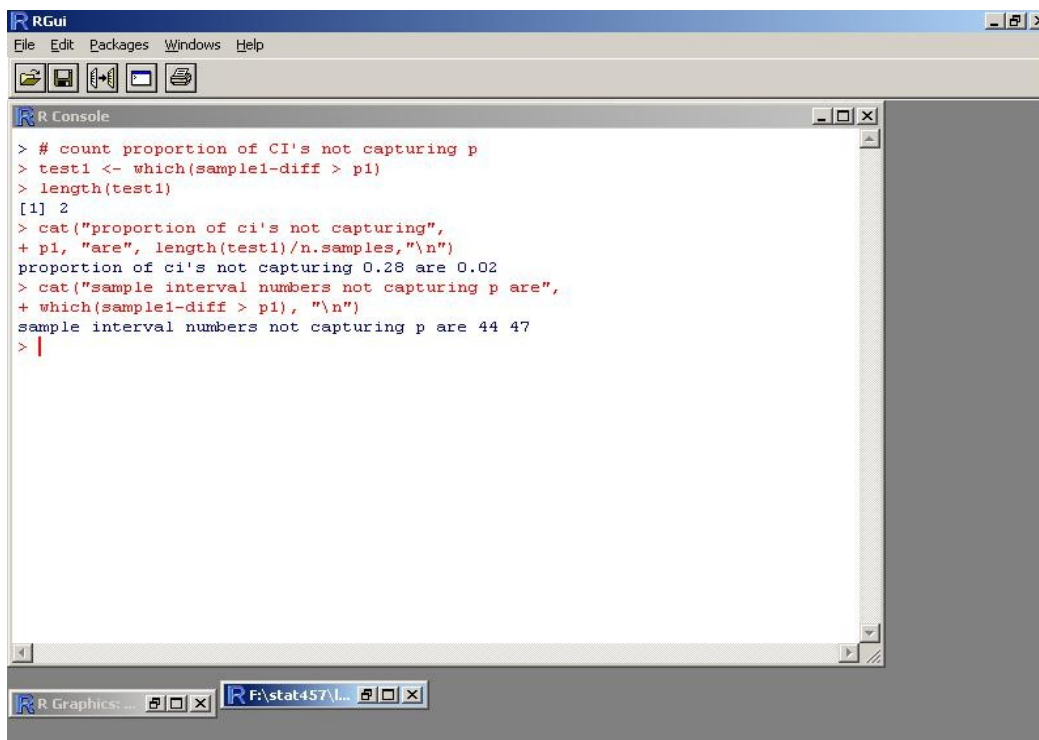 RGui
File Edit Packages Windows Help
R Console
> # count proportion of CI's not capturing p
> test1 <- which(sample1-diff > p1)
> length(test1)
[1] 2
> cat("proportion of ci's not capturing",
+ p1, "are", length(test1)/n.samples,"\n")
proportion of ci's not capturing 0.28 are 0.02
> cat("sample interval numbers not capturing p are",
+ which(sample1-diff > p1), "\n")
sample interval numbers not capturing p are 44 47
>
R Graphics: ...
F:\stat457\l...